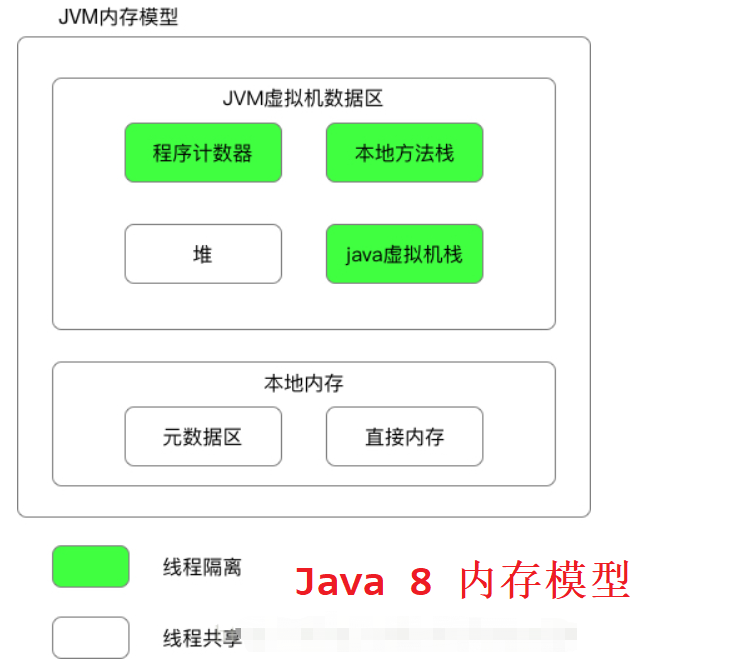 JVM内存模型
JVM虚拟机数据区
程序计数器
本地方法栈
堆
java虚拟机栈
本地内存
元数据区
直接内存
线程隔离
Java 8 内存模型
线程共享